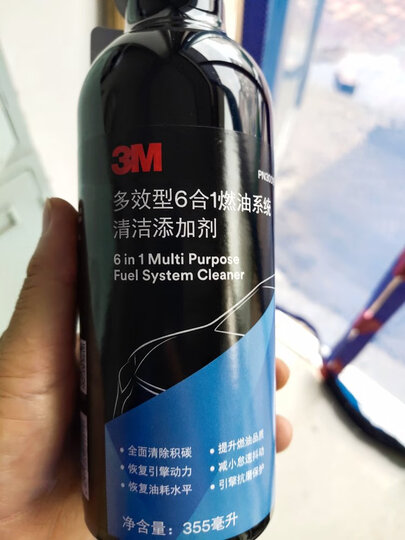 3M
多效型6合1燃油系统
清洁添加剂
6 in 1 Multi Purpose
Fuel System Cleaner
• 全面清除积碳
• 恢复引擎动力
• 恢复油耗水平
• 提升燃油品质
• 减小怠速抖动
• 引擎抗磨保护
净含量: 355毫升